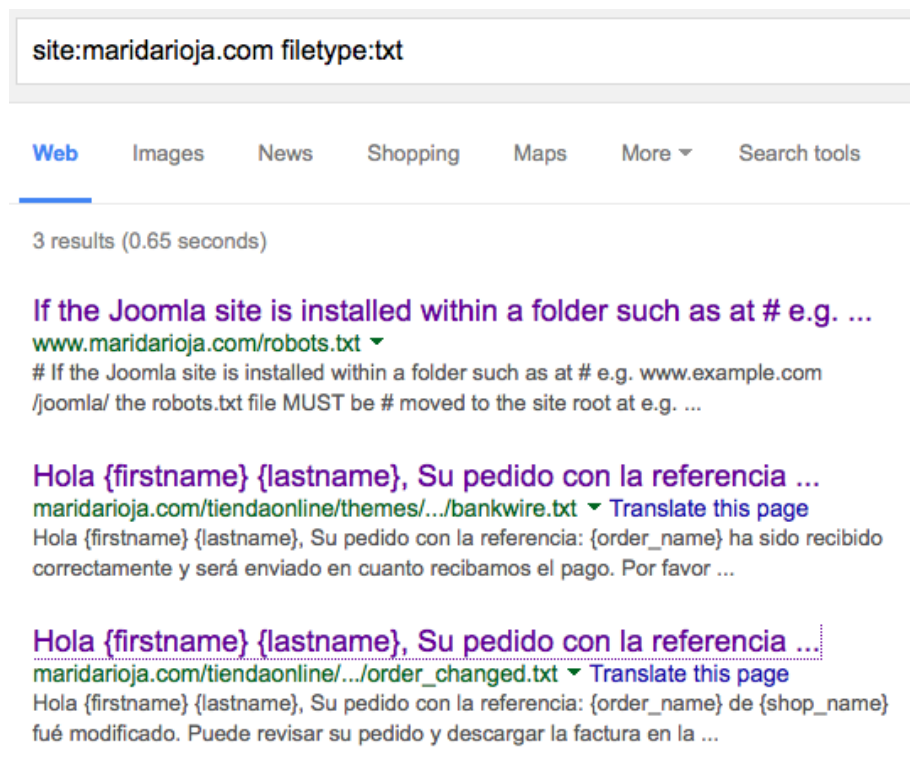 site:maridarioja.com filetype:txt
Web Images News Shopping Maps More Search tools
3 results (0.65 seconds)
If the Joomla site is installed within a folder such as at # e.g. ...
www.maridarioja.com/robots.txt
# If the Joomla site is installed within a folder such as at # e.g. www.example.com
/joomla/ the robots.txt file MUST be # moved to the site root at e.g. ...
Hola {firstname} {lastname}, Su pedido con la referencia ...
maridarioja.com/tiendaonline/themes/.../bankwire.txt Translate this page
Hola {firstname} {lastname}, Su pedido con la referencia: {order_name} ha sido recibido
correctamente y será enviado en cuanto recibamos el pago. Por favor ...
Hola {firstname} {lastname}, Su pedido con la referencia ...
maridarioja.com/tiendaonline/.../order_changed.txt Translate this page
Hola {firstname} {lastname}, Su pedido con la referencia: {order_name} de {shop_name}
fué modificado. Puede revisar su pedido y descargar la factura en la ...